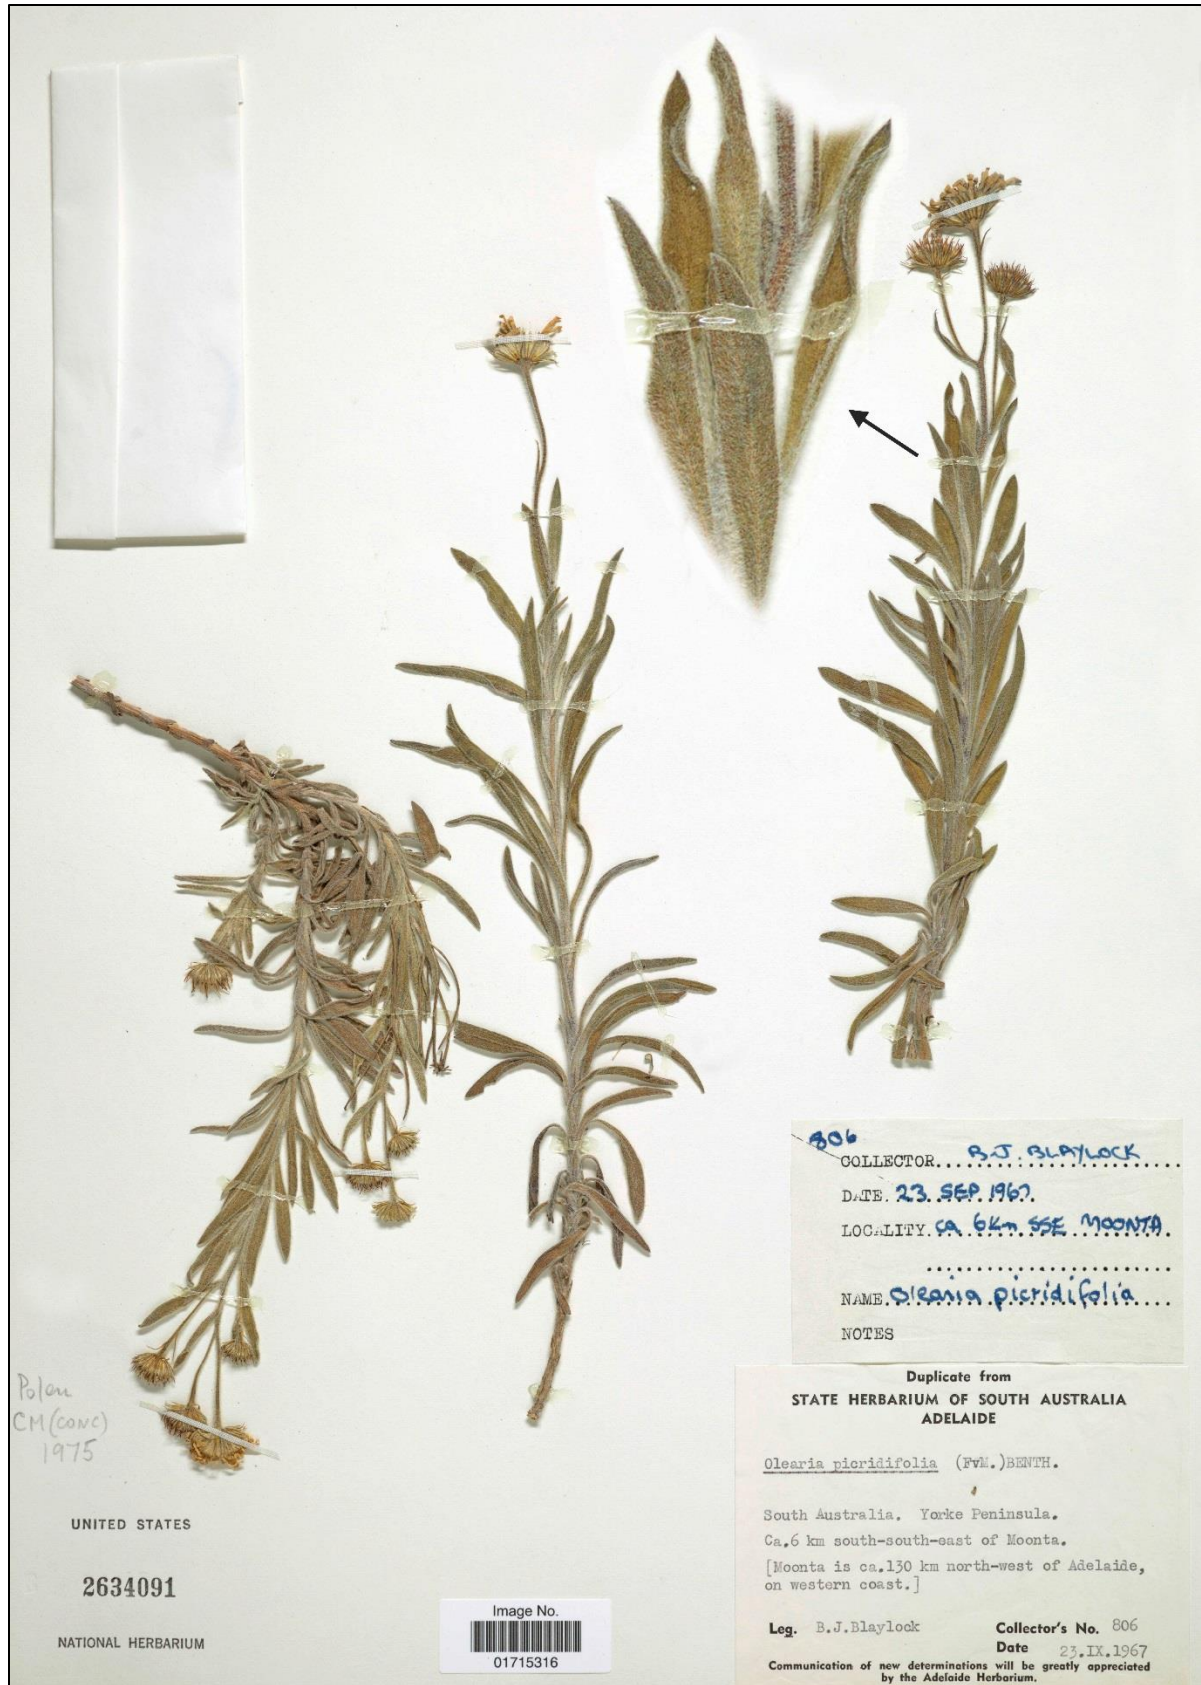 806
COLLECTOR....B.J. BLAYLOCK....
DATE. 23 SEP 1967.
LOCALITY. ca 6Km SSE MOONTA.
NAME. Olearia picridifolia....
NOTES
Duplicate from
STATE HERBARIUM OF SOUTH AUSTRALIA
ADELAIDE
Olearia picridifolia (FvM.)BENTH.
South Australia. Yorke Peninsula.
Ca.6 km south-south-east of Moonta.
[Moonta is ca.130 km north-west of Adelaide,
on western coast.]
Leg. B.J.Blaylock Collector's No. 806
Date 23.IX.1967
Communication of new determinations will be greatly appreciated
by the Adelaide Herbarium.
Polen
CM (CONC)
1975
UNITED STATES
2634091
NATIONAL HERBARIUM
Image No.
01715316